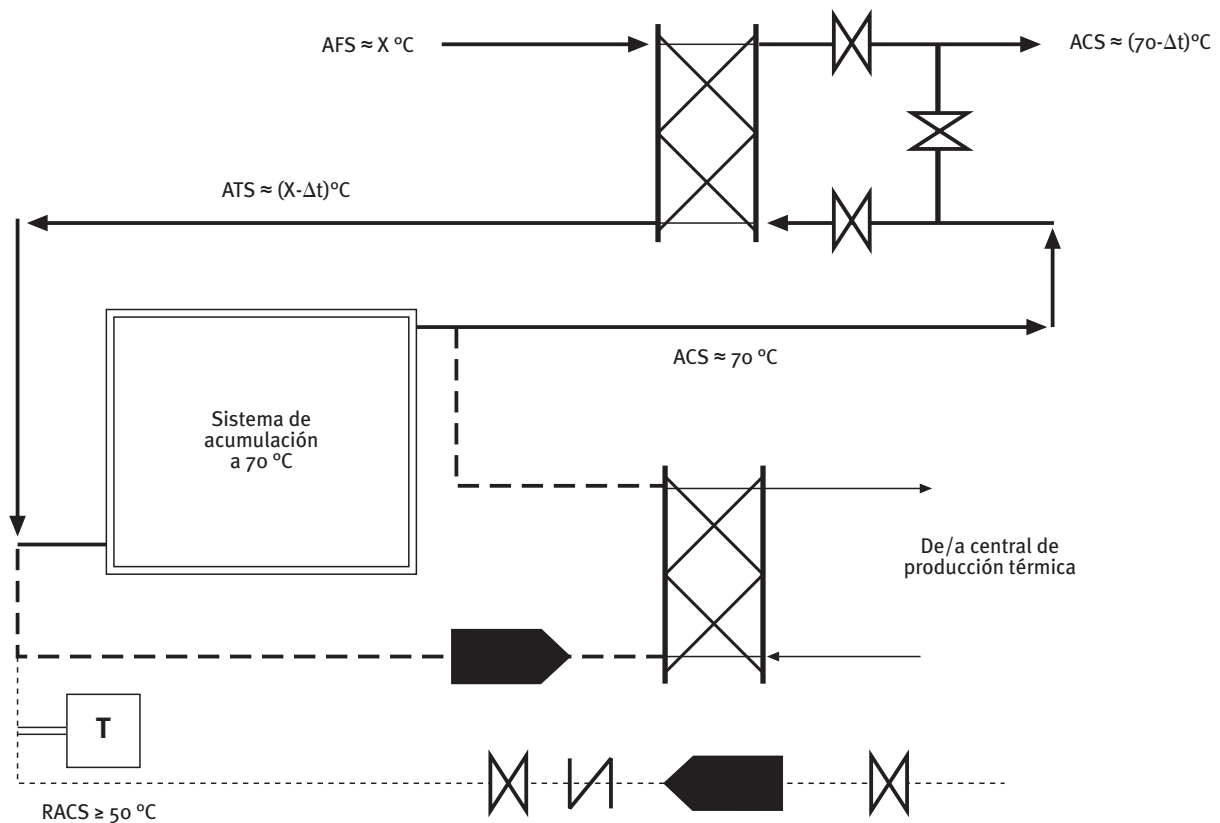 AFS ≈ X ºC
ACS ≈ (70-Δt)ºC
ATS ≈ (X-Δt)ºC
ACS ≈ 70 ºC
Sistema de
acumulación
a 70 ºC
De/a central de
producción térmica
T
RACS ≥ 50 ºC